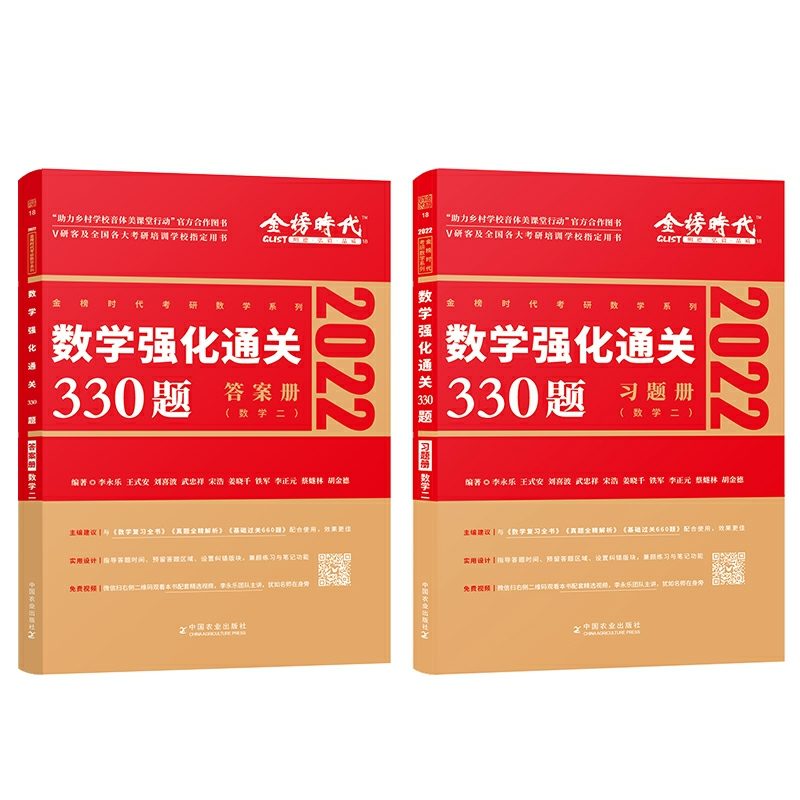 “助力乡村学校音体美课堂行动”官方合作图书
V研客及全国各大考研培训学校指定用书
金榜时代™
GLIST
18
金榜时代考研数学系列
2022
数学强化通关
330题
答案册
(数学二)
编著 李永乐 王式安 刘喜波 武忠祥 宋浩 姜晓千 铁军 李正元 蔡燧林 胡金德
主编建议 与《数学复习全书》《真题全精解析》《基础过关660题》配合使用，效果更佳
实用设计 指导答题时间、预留答题区域、设置纠错版块，兼顾练习与笔记功能
免费视频 微信扫右侧二维码观看本书配套精选视频，李永乐团队主讲，犹如名师在身旁
中国农业出版社
CHINA AGRICULTURE PRESS
18
数学强化通关330题
答案册
数学二
中国农业出版社
“助力乡村学校音体美课堂行动”官方合作图书
V研客及全国各大考研培训学校指定用书
金榜时代™
GLIST
18
金榜时代考研数学系列
2022
数学强化通关
330题
习题册
(数学二)
编著 李永乐 王式安 刘喜波 武忠祥 宋浩 姜晓千 铁军 李正元 蔡燧林 胡金德
主编建议 与《数学复习全书》《真题全精解析》《基础过关660题》配合使用，效果更佳
实用设计 指导答题时间、预留答题区域、设置纠错版块，兼顾练习与笔记功能
免费视频 微信扫右侧二维码观看本书配套精选视频，李永乐团队主讲，犹如名师在身旁
中国农业出版社
CHINA AGRICULTURE PRESS
18
2022
金榜时代
考研数学系列
数学强化通关330题
习题册
数学二
中国农业出版社